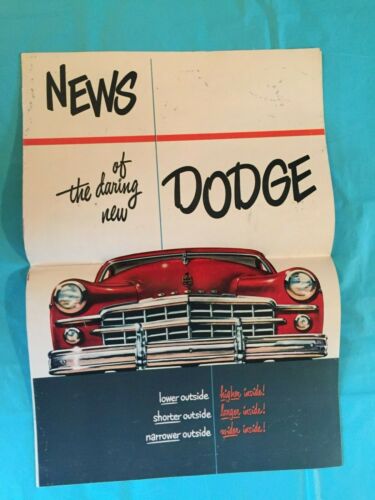 NEWS
of
the daring
new
DODGE
lower outside higher inside!
shorter outside longer inside!
narrower outside wider inside!